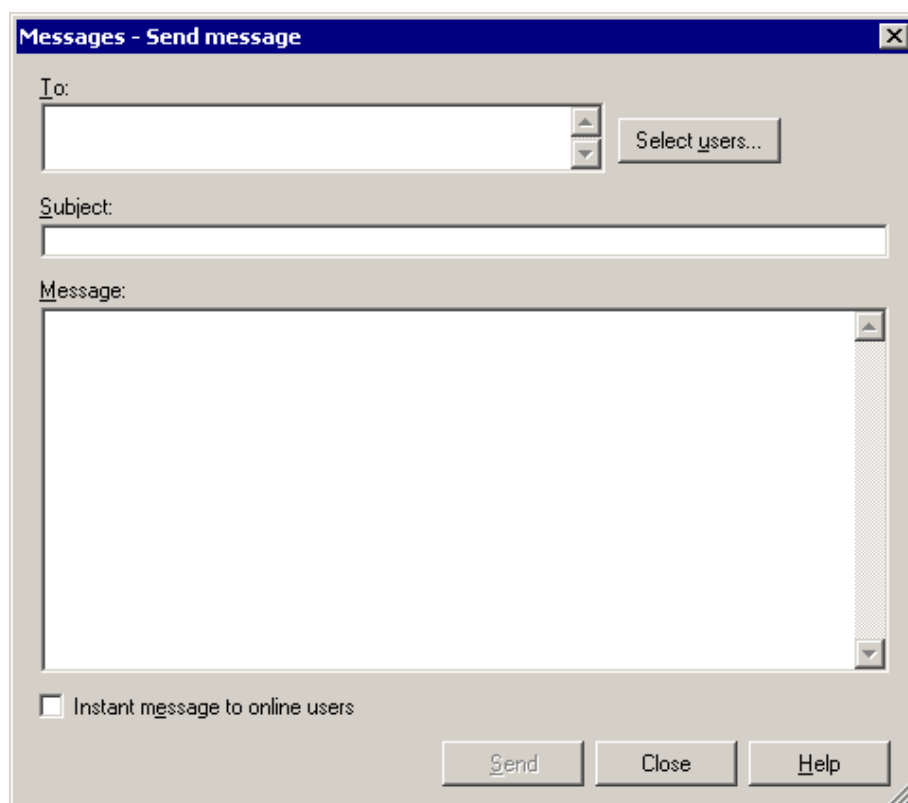 Messages - Send message
To:
Select users...
Subject:
Message:
Instant message to online users
Send Close Help